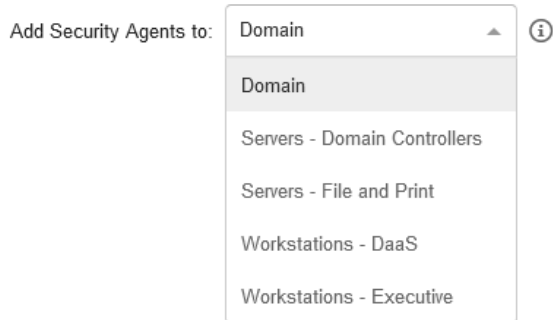 Add Security Agents to: Domain
Domain
Servers - Domain Controllers
Servers - File and Print
Workstations - DaaS
Workstations - Executive